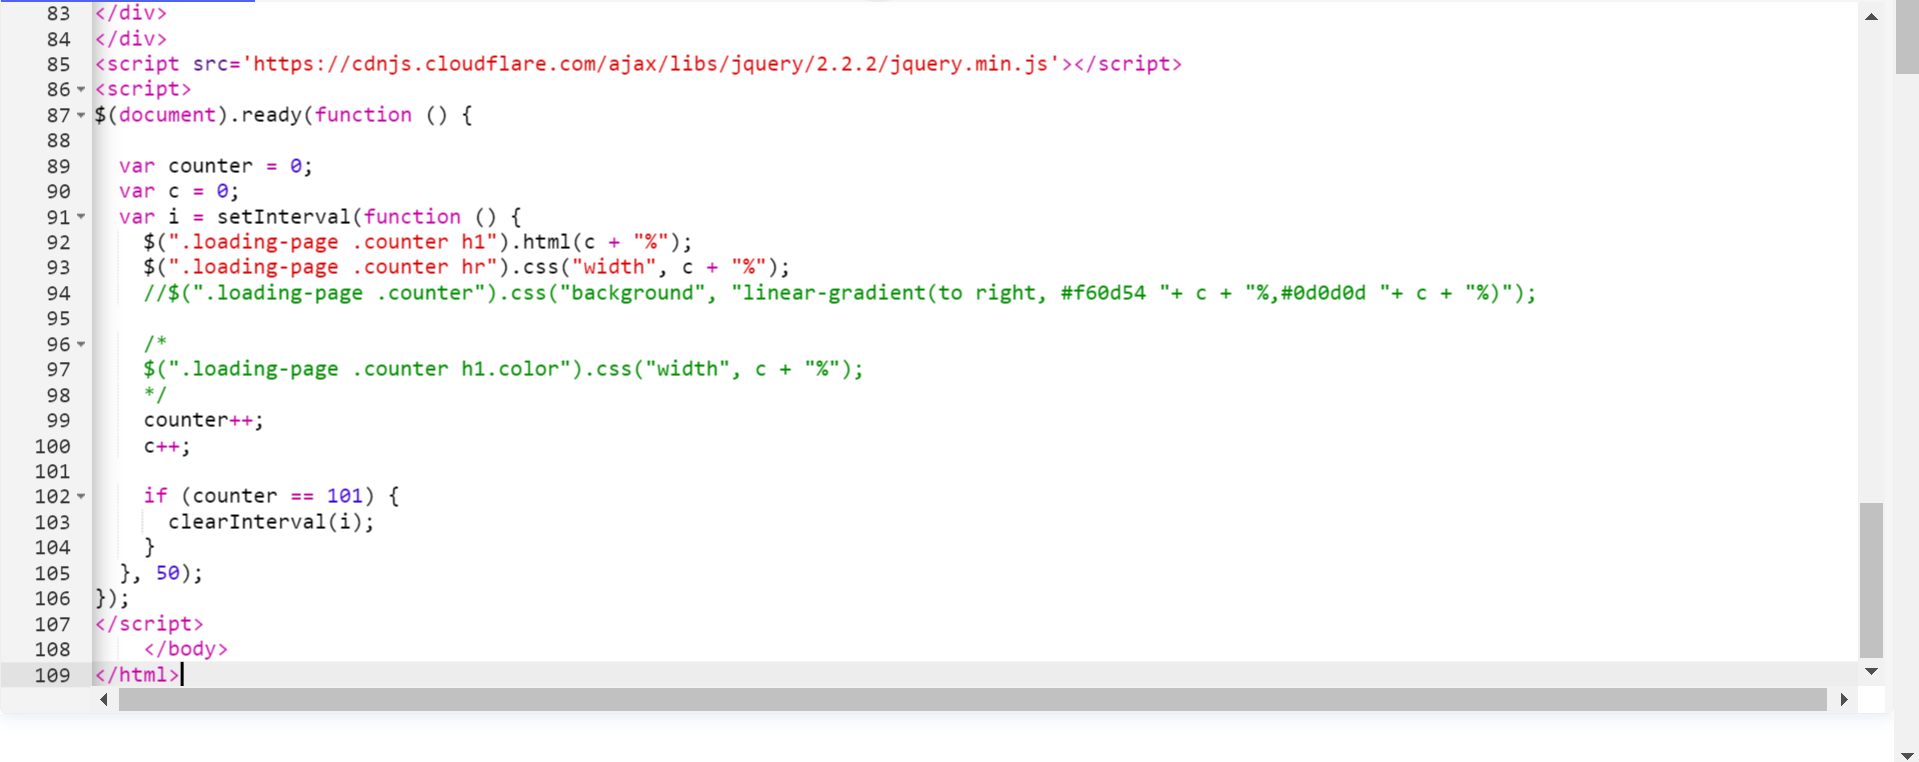 83 </div>
84 </div>
85 <script src='https://cdnjs.cloudflare.com/ajax/libs/jquery/2.2.2/jquery.min.js'></script>
86 <script>
87 $(document).ready(function () {
88
89   var counter = 0;
90   var c = 0;
91   var i = setInterval(function () {
92     $(".loading-page .counter h1").html(c + "%");
93     $(".loading-page .counter hr").css("width", c + "%");
94     //$(".loading-page .counter").css("background", "linear-gradient(to right, #f60d54 "+ c + "%,#0d0d0d "+ c + "%)");
95
96     /*
97     $(".loading-page .counter h1.color").css("width", c + "%");
98     */
99     counter++;
100     c++;
101
102     if (counter == 101) {
103       clearInterval(i);
104     }
105   }, 50);
106 });
107 </script>
108     </body>
109 </html>